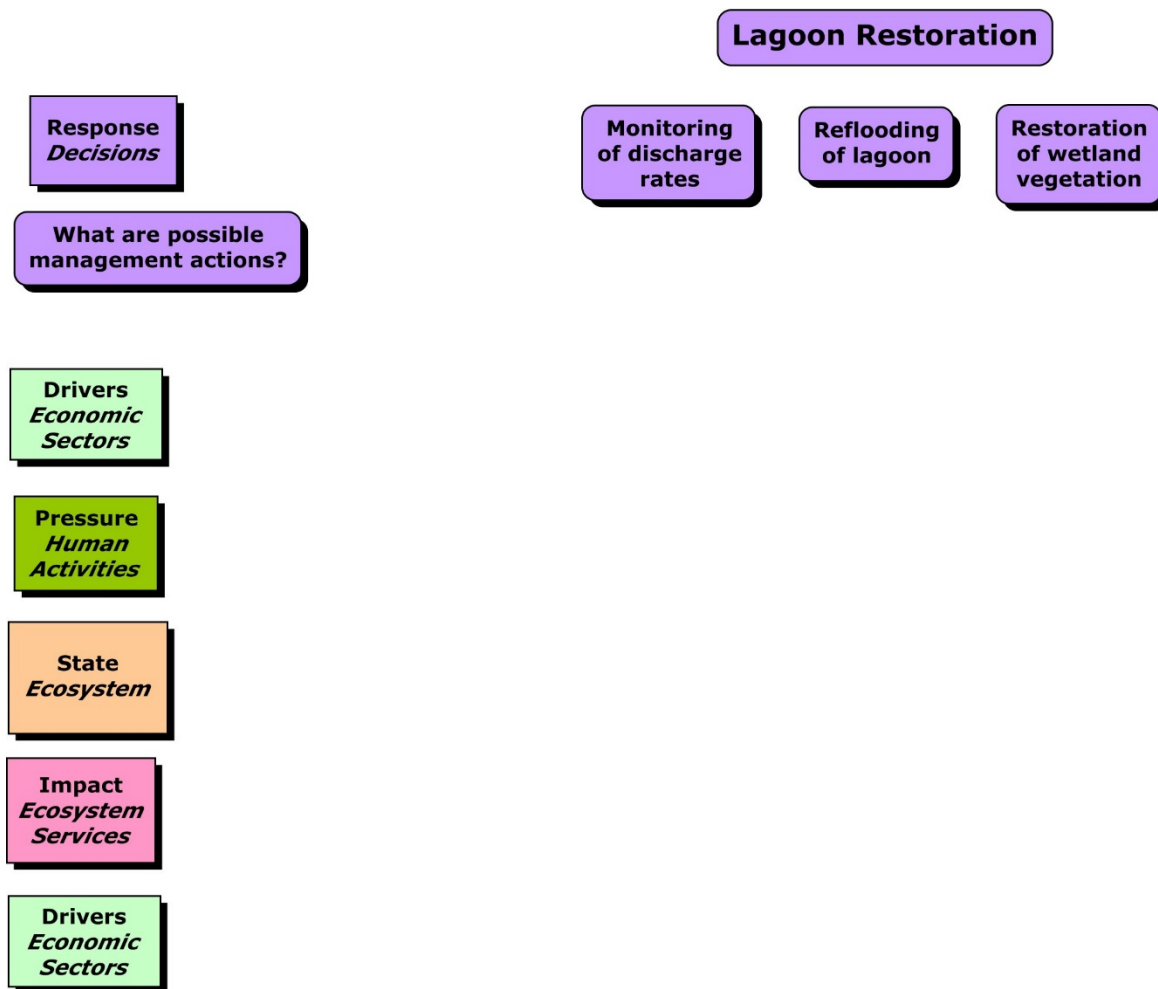 Lagoon Restoration
Response
Decisions
Monitoring
of discharge
rates
Reflooding
of lagoon
Restoration
of wetland
vegetation
What are possible
management actions?
Drivers
Economic
Sectors
Pressure
Human
Activities
State
Ecosystem
Impact
Ecosystem
Services
Drivers
Economic
Sectors